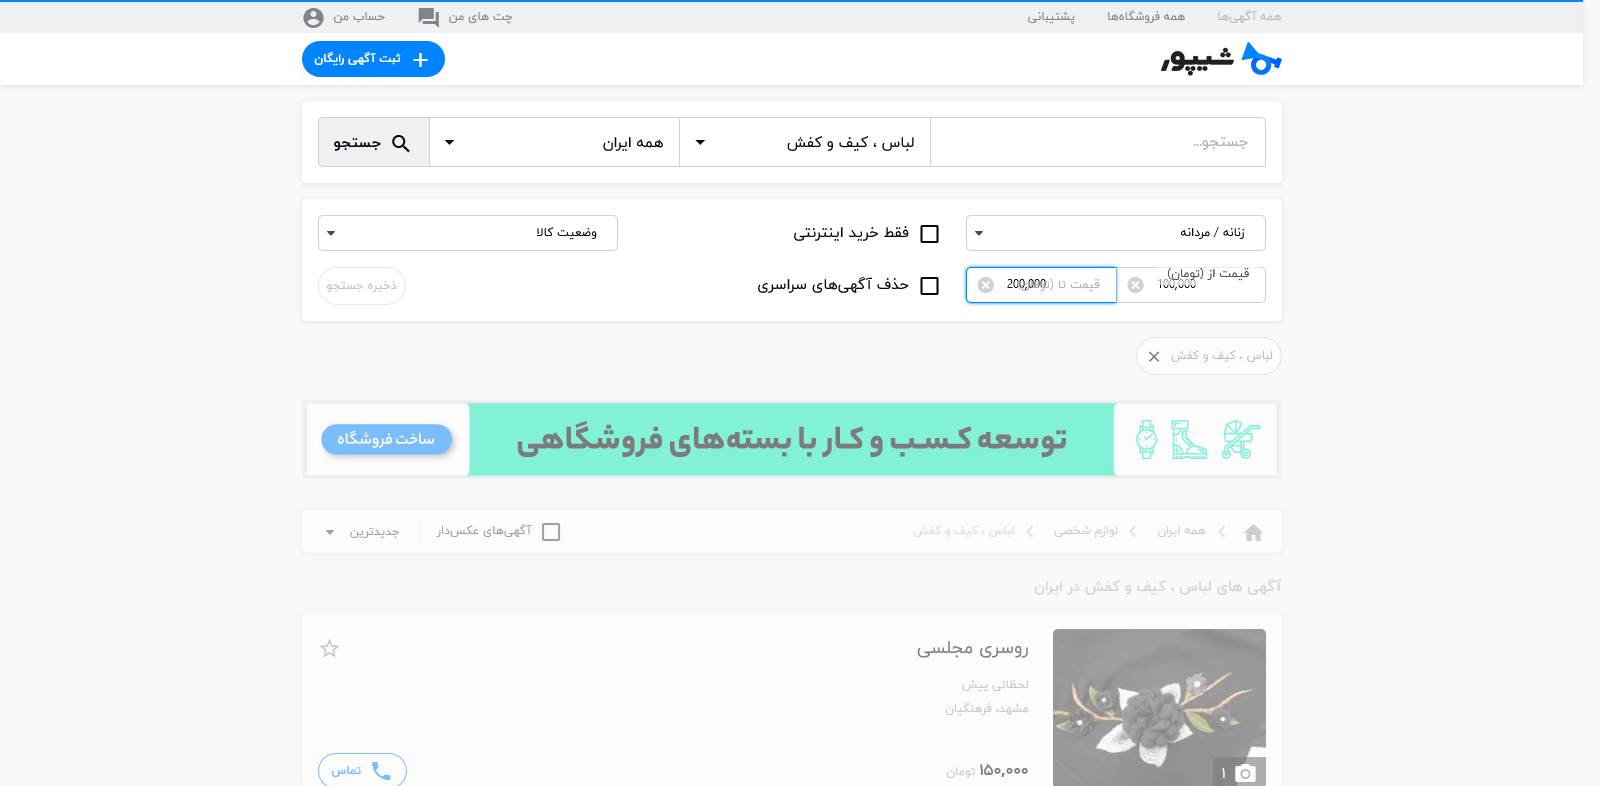 همه آگهی‌ها
همه فروشگاه‌ها
پشتیبانی
چت های من
حساب من
شیپور
ثبت آگهی رایگان
جستجو...
لباس ، کیف و کفش
همه ایران
جستجو
زنانه / مردانه
فقط خرید اینترنتی
وضعیت کالا
قیمت از (تومان)
100,000
قیمت تا (تومان)
200,000
حذف آگهی‌های سراسری
ذخیره جستجو
لباس ، کیف و کفش
توسعه کسب و کار با بسته‌های فروشگاهی
ساخت فروشگاه
همه ایران
لوازم شخصی
لباس ، کیف و کفش
آگهی‌های عکس‌دار
جدیدترین
آگهی های لباس ، کیف و کفش در ایران
روسری مجلسی
لحظاتی پیش
مشهد، فرهنگیان
۱۵۰,۰۰۰ تومان
تماس
۱